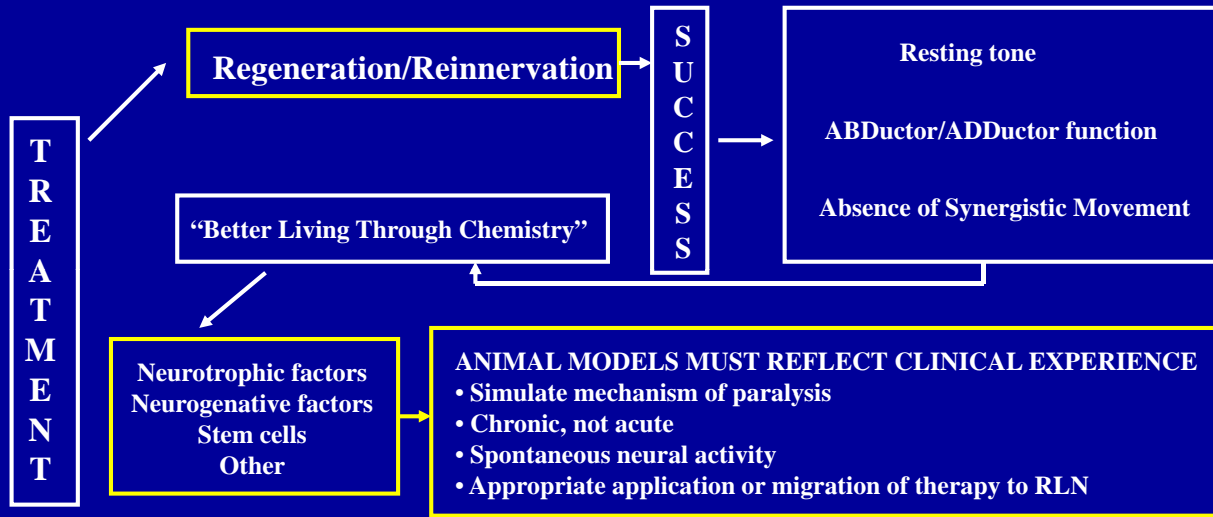 TREATMENT
Regeneration/Reinnervation
SUCCESS
Resting tone
ABDuctor/ADDuctor function
Absence of Synergistic Movement
“Better Living Through Chemistry”
Neurotrophic factors
Neurogenative factors
Stem cells
Other
ANIMAL MODELS MUST REFLECT CLINICAL EXPERIENCE
• Simulate mechanism of paralysis
• Chronic, not acute
• Spontaneous neural activity
• Appropriate application or migration of therapy to RLN